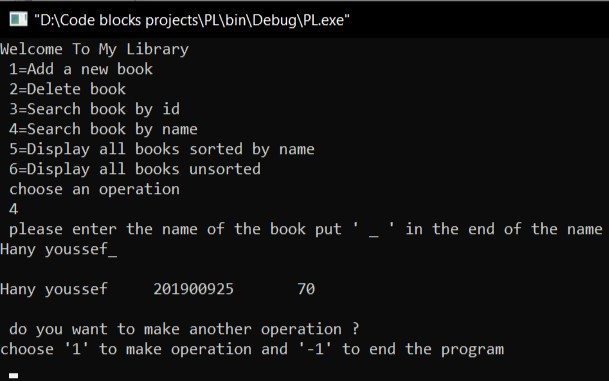 "D:\Code blocks projects\PL\bin\Debug\PL.exe"
Welcome To My Library
1=Add a new book
2=Delete book
3=Search book by id
4=Search book by name
5=Display all books sorted by name
6=Display all books unsorted
choose an operation
4
please enter the name of the book put ' _ ' in the end of the name
Hany youssef_
Hany youssef 201900925 70
do you want to make another operation ?
choose '1' to make operation and '-1' to end the program